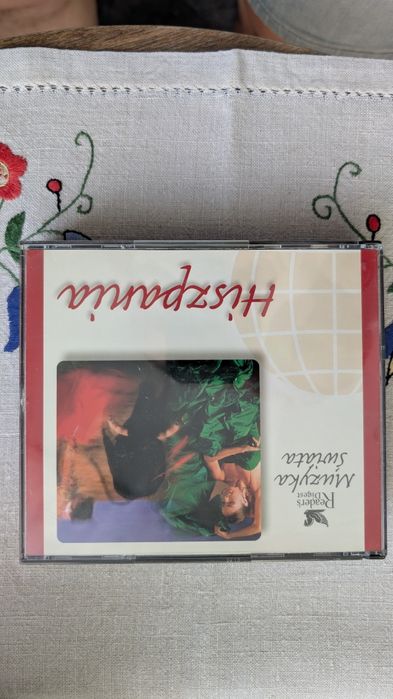 Reader's
Digest
Muzyka
świata
Hiszpania